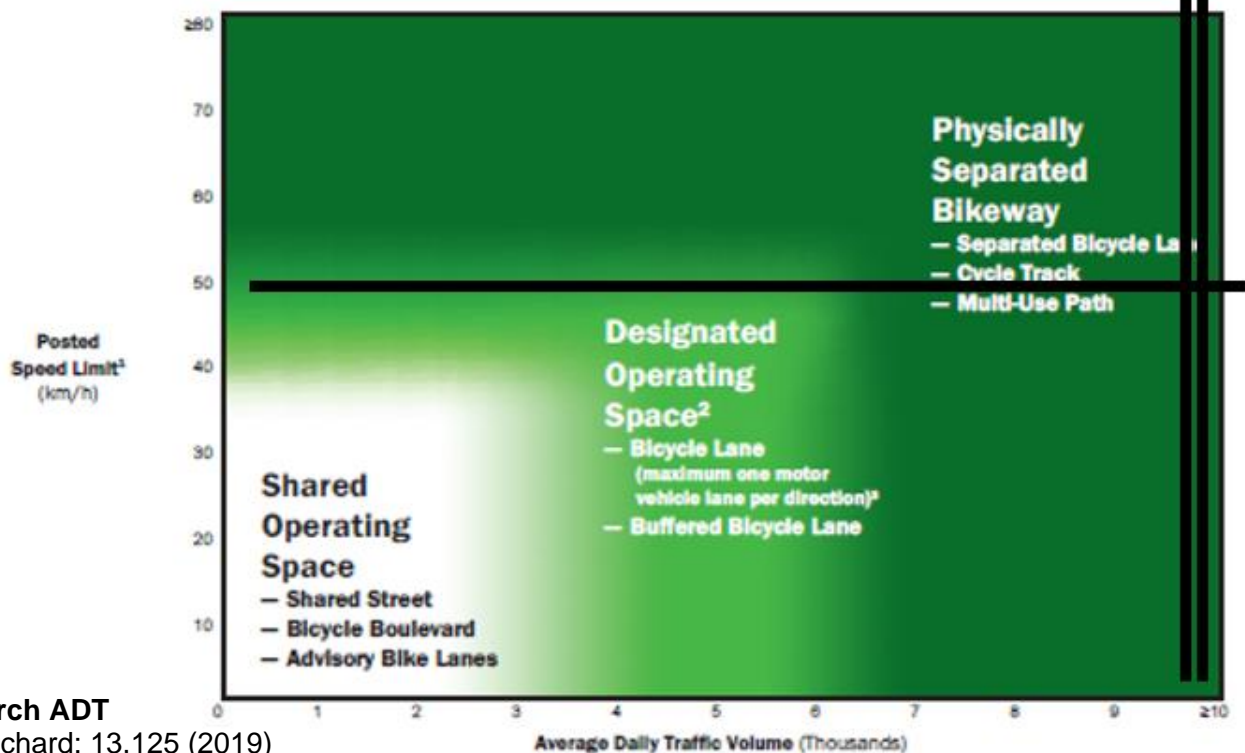 ≥80
70
60
50
40
30
20
10
Posted
Speed Limit¹
(km/h)
Physically
Separated
Bikeway
— Separated Bicycle
— Cycle Track
— Multi-Use Path
Designated
Operating
Space²
— Bicycle Lane
(maximum one motor
vehicle lane per direction)³
— Buffered Bicycle Lane
Shared
Operating
Space
— Shared Street
— Bicycle Boulevard
— Advisory Bike Lanes
0 1 2 3 4 5 6 7 8 9 ≥10
Average Daily Traffic Volume (Thousands)
rch ADT
chard: 13,125 (2019)